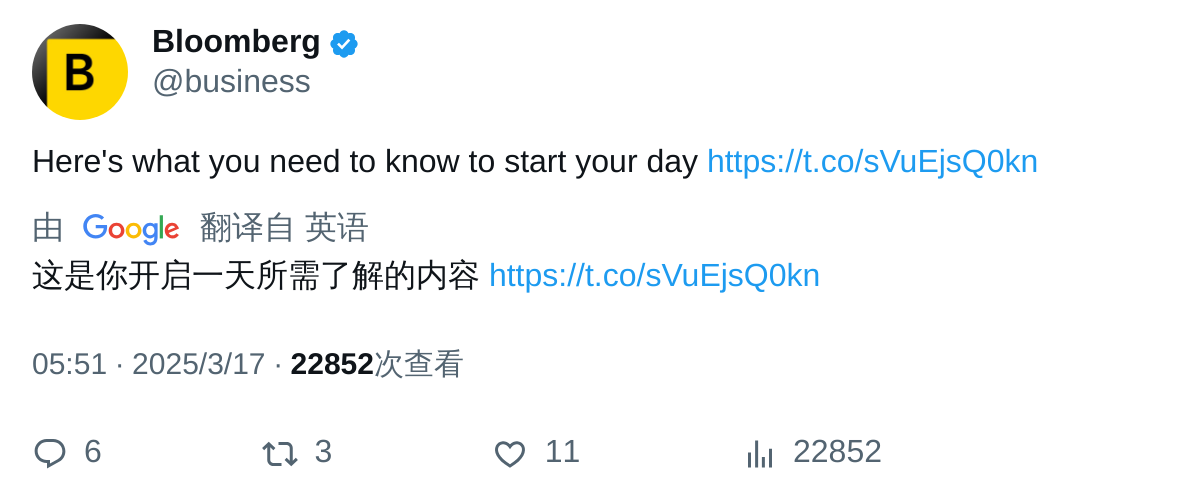 B
Bloomberg
@business
Here's what you need to know to start your day https://t.co/sVuEjsQ0kn
由 Google 翻译自 英语
这是你开启一天所需了解的内容 https://t.co/sVuEjsQ0kn
05:51 · 2025/3/17 · 22852次查看
6 3 11 22852